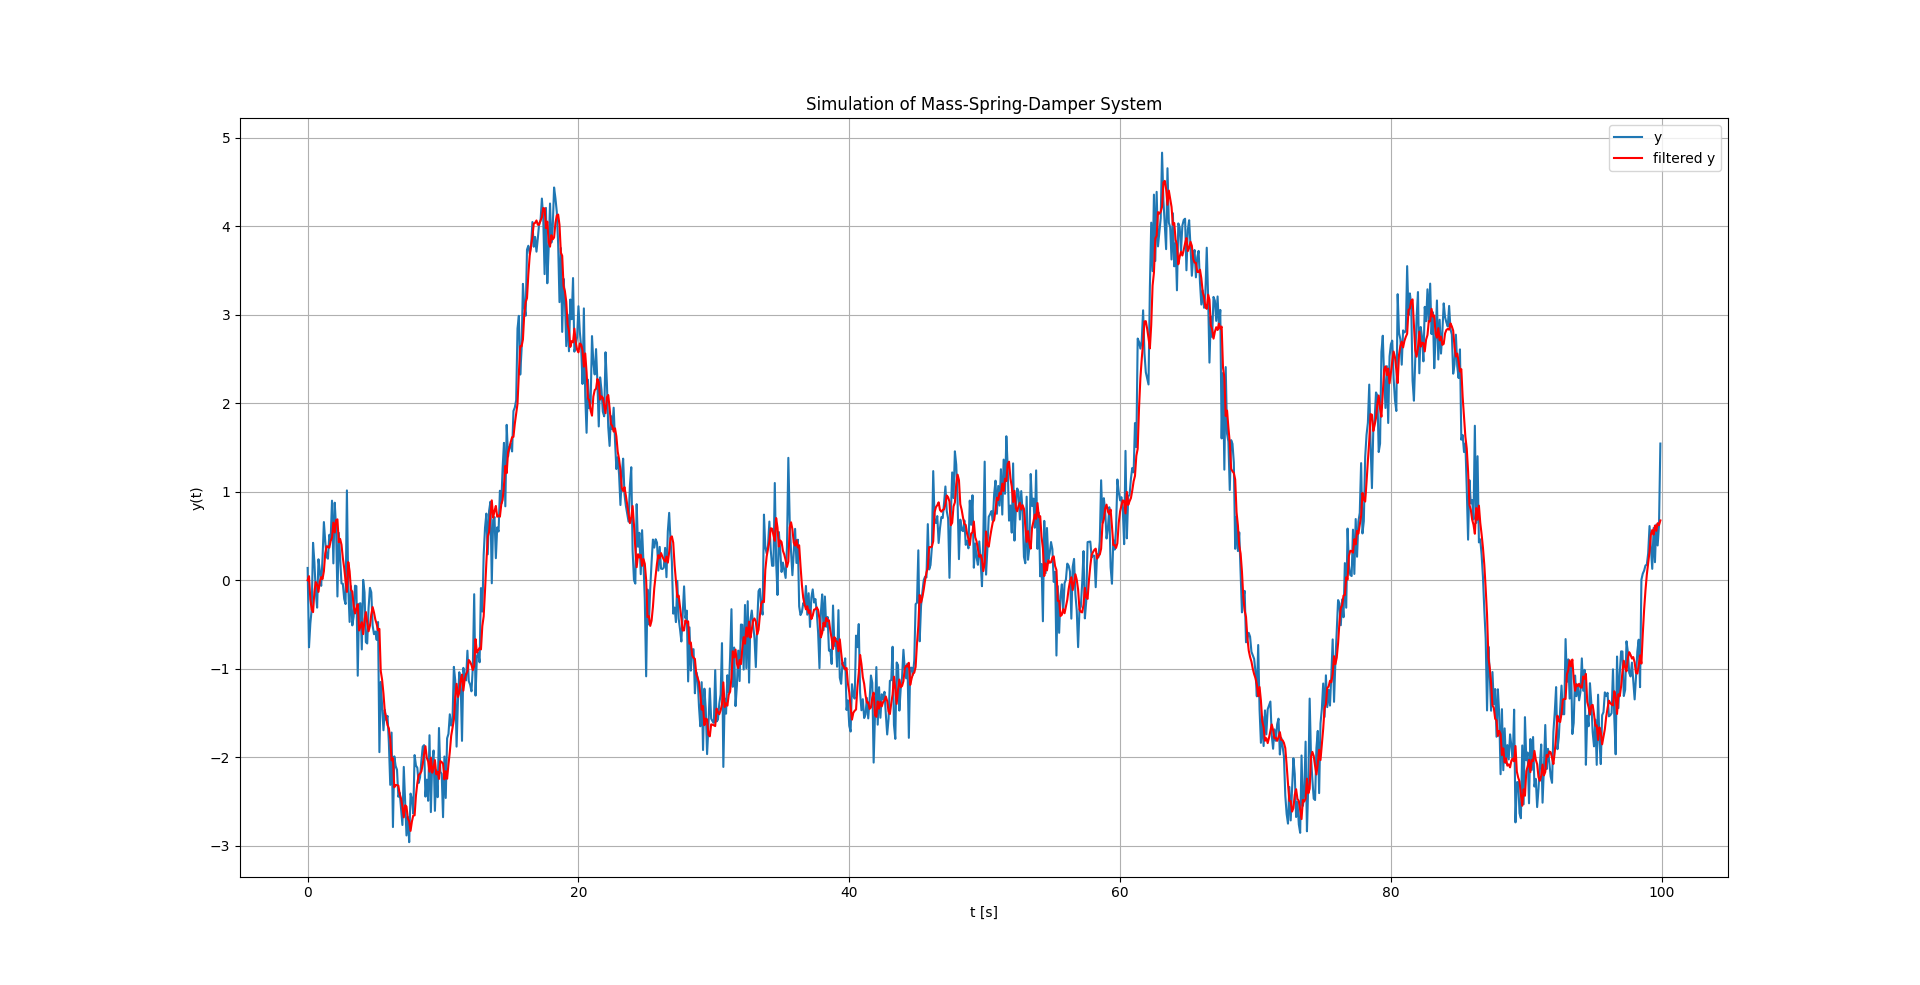 Simulation of Mass-Spring-Damper System
y
filtered y
5
4
3
2
1
0
−1
−2
−3
y(t)
0 20 40 60 80 100
t [s]